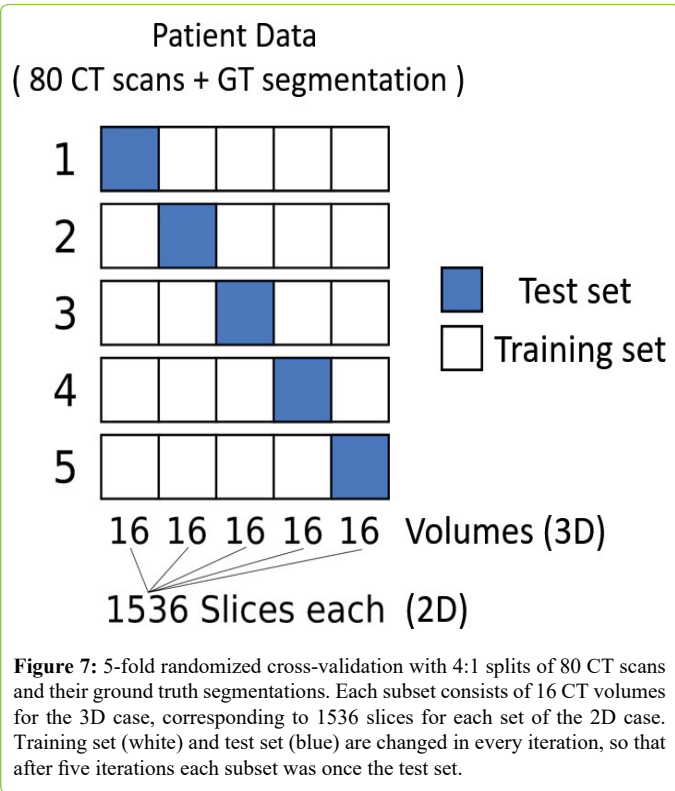 Patient Data
( 80 CT scans + GT segmentation )
1
2
3
4
5
Test set
Training set
16 16 16 16 16 Volumes (3D)
1536 Slices each (2D)
Figure 7: 5-fold randomized cross-validation with 4:1 splits of 80 CT scans
and their ground truth segmentations. Each subset consists of 16 CT volumes
for the 3D case, corresponding to 1536 slices for each set of the 2D case.
Training set (white) and test set (blue) are changed in every iteration, so that
after five iterations each subset was once the test set.